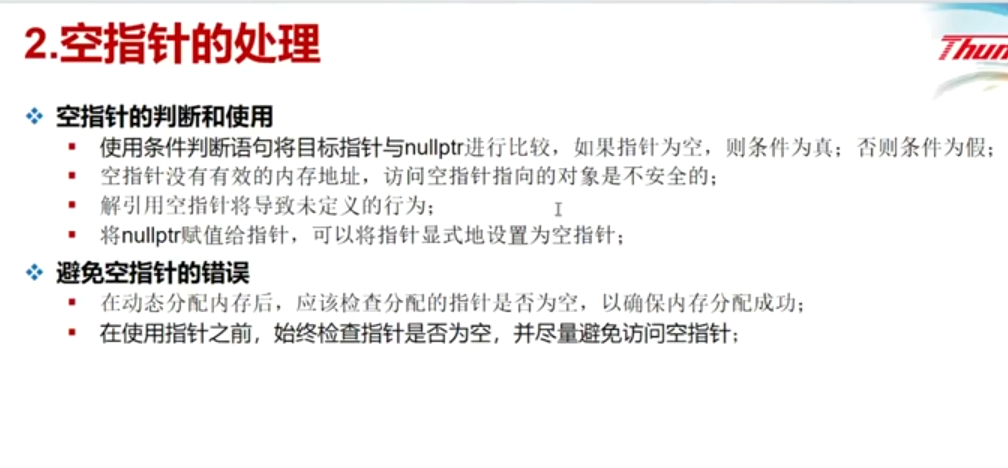 2.空指针的处理
Thun
空指针的判断和使用
使用条件判断语句将目标指针与nullptr进行比较，如果指针为空，则条件为真；否则条件为假；
空指针没有有效的内存地址，访问空指针指向的对象是不安全的；
解引用空指针将导致未定义的行为；
将nullptr赋值给指针，可以将指针显式地设置为空指针；
避免空指针的错误
在动态分配内存后，应该检查分配的指针是否为空，以确保内存分配成功；
在使用指针之前，始终检查指针是否为空，并尽量避免访问空指针；